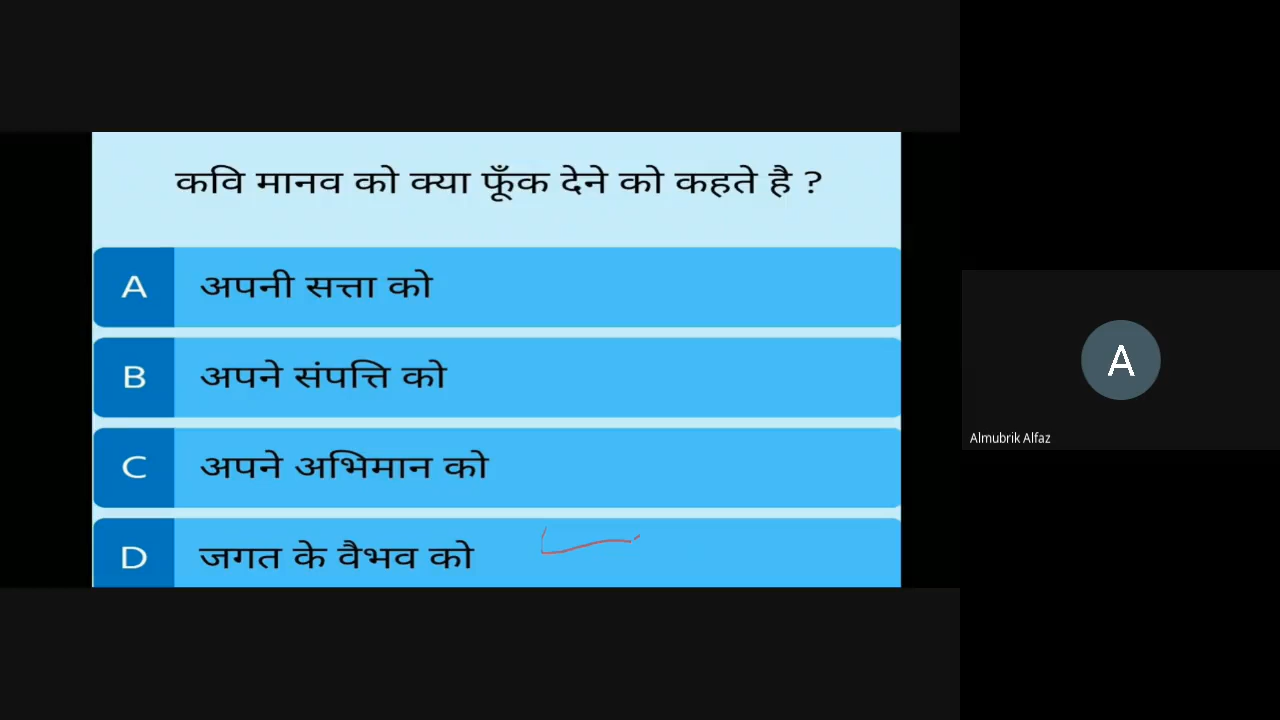 कवि मानव को क्या फूँक देने को कहते है ?
A अपनी सत्ता को
B अपने संपत्ति को
C अपने अभिमान को
D जगत के वैभव को
A
Almubrik Alfaz